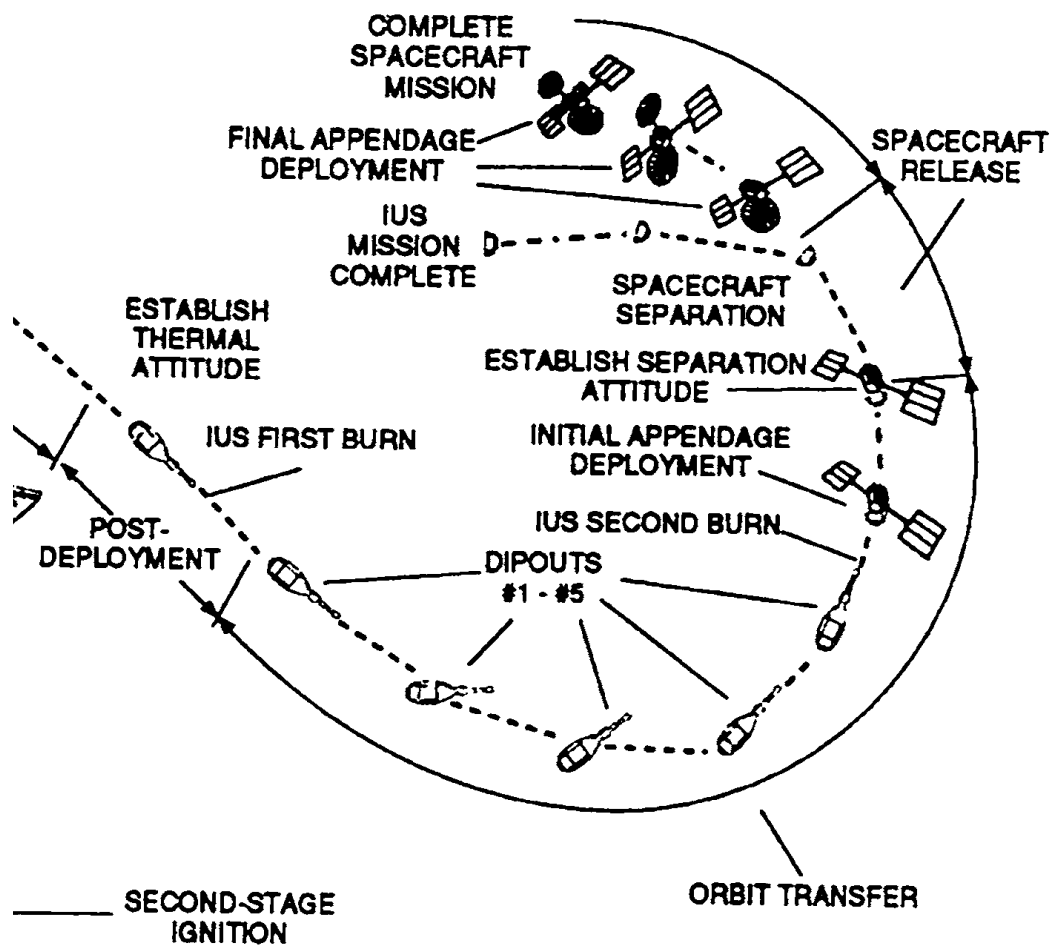 COMPLETE
SPACECRAFT
MISSION
FINAL APPENDAGE
DEPLOYMENT
SPACECRAFT
RELEASE
IUS
MISSION
COMPLETE
SPACECRAFT
SEPARATION
ESTABLISH
THERMAL
ATTITUDE
ESTABLISH SEPARATION
ATTITUDE
IUS FIRST BURN
INITIAL APPENDAGE
DEPLOYMENT
POST-
DEPLOYMENT
IUS SECOND BURN
DIPOUTS
#1 - #5
ORBIT TRANSFER
SECOND-STAGE
IGNITION